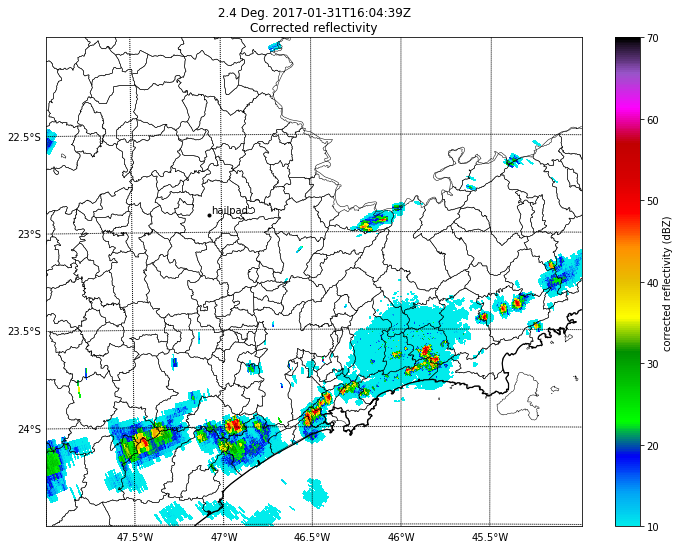 2.4 Deg. 2017-01-31T16:04:39Z
Corrected reflectivity
70
60
50
40
30
20
10
corrected reflectivity (dBZ)
22.5°S
23°S
23.5°S
24°S
hailpad
47.5°W
47°W
46.5°W
46°W
45.5°W